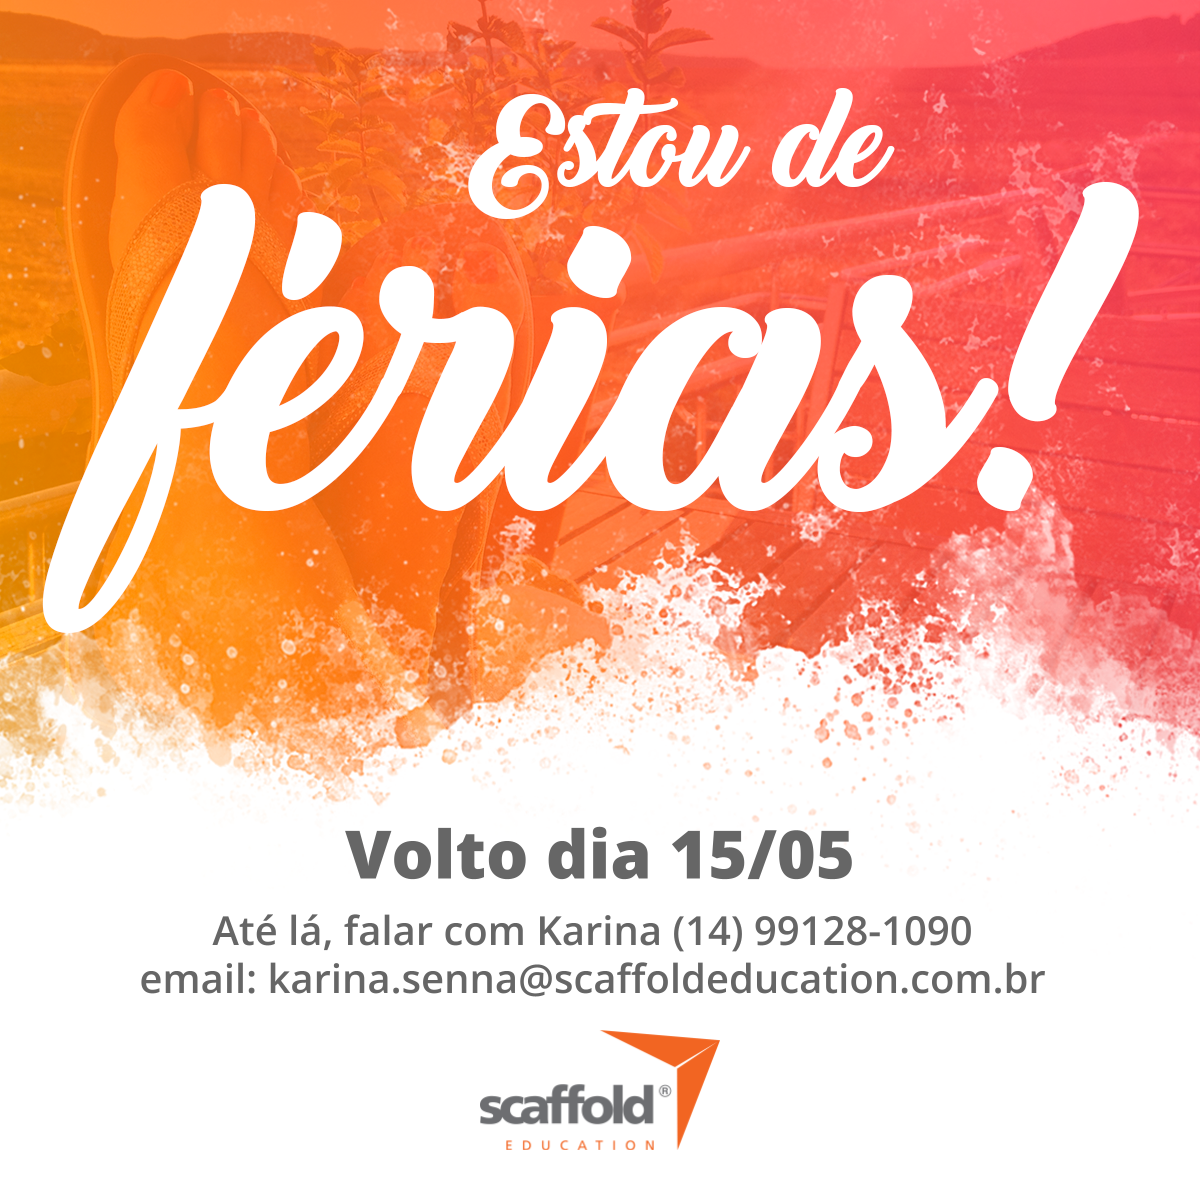 Estou de
férias!
Volto dia 15/05
Até lá, falar com Karina (14) 99128-1090
email: karina.senna@scaffoldeducation.com.br
scaffold®
EDUCATION